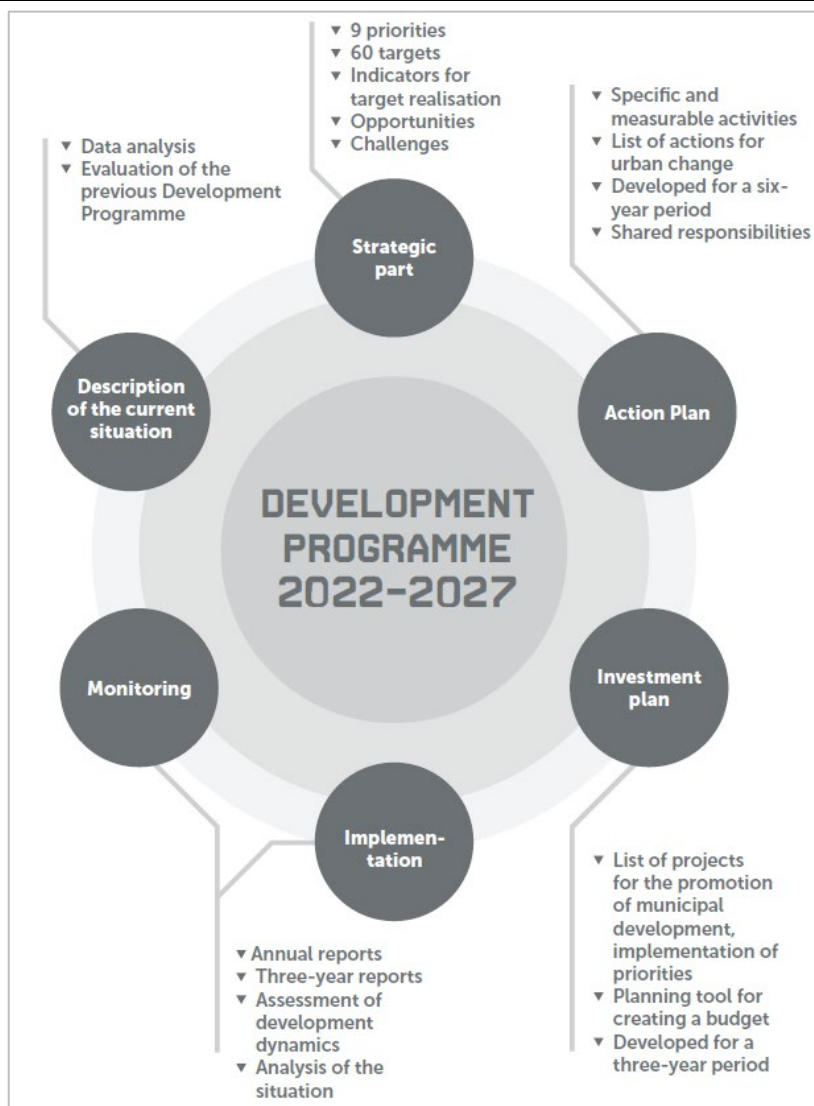 ▼ 9 priorities
▼ 60 targets
▼ Indicators for
target realisation
▼ Opportunities
▼ Challenges
▼ Specific and
measurable activities
▼ List of actions for
urban change
▼ Developed for a six-
year period
▼ Shared responsibilities
▼ Data analysis
▼ Evaluation of the
previous Development
Programme
Strategic
part
Description
of the current
situation
Action Plan
DEVELOPMENT
PROGRAMME
2022–2027
Monitoring
Investment
plan
Implemen-
tation
▼ Annual reports
▼ Three-year reports
▼ Assessment of
development
dynamics
▼ Analysis of the
situation
▼ List of projects
for the promotion
of municipal
development,
implementation of
priorities
▼ Planning tool for
creating a budget
▼ Developed for a
three-year period